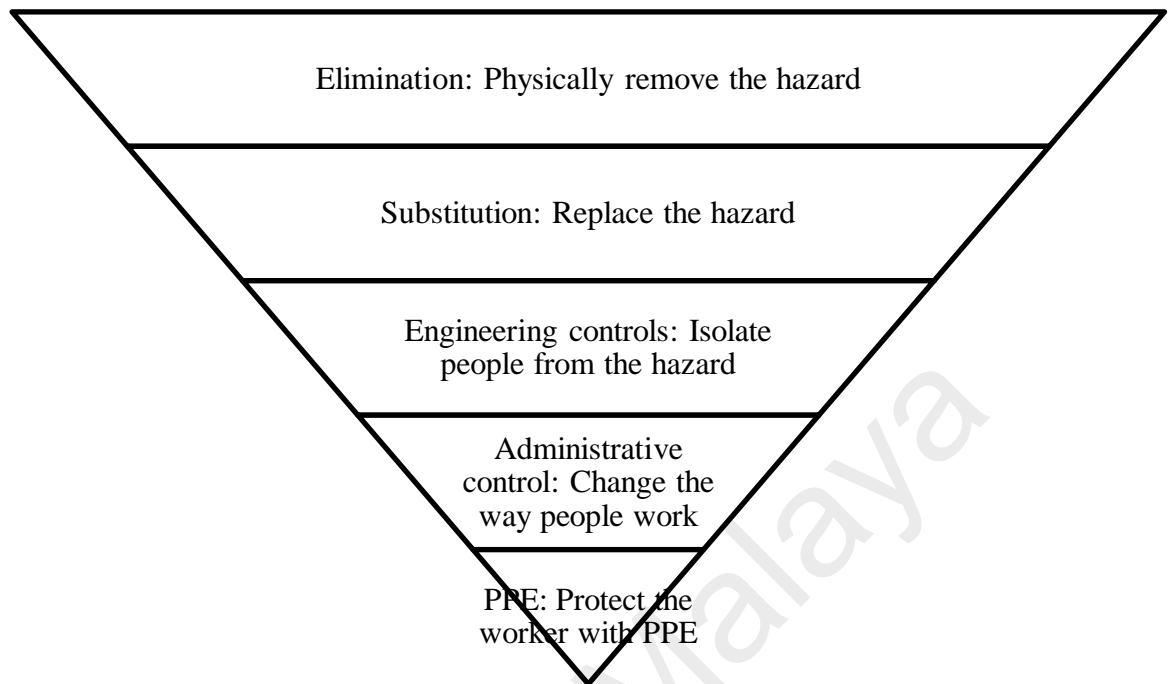 Elimination: Physically remove the hazard
Substitution: Replace the hazard
Engineering controls: Isolate
people from the hazard
Administrative
control: Change the
way people work
PPE: Protect the
worker with PPE
Malaya